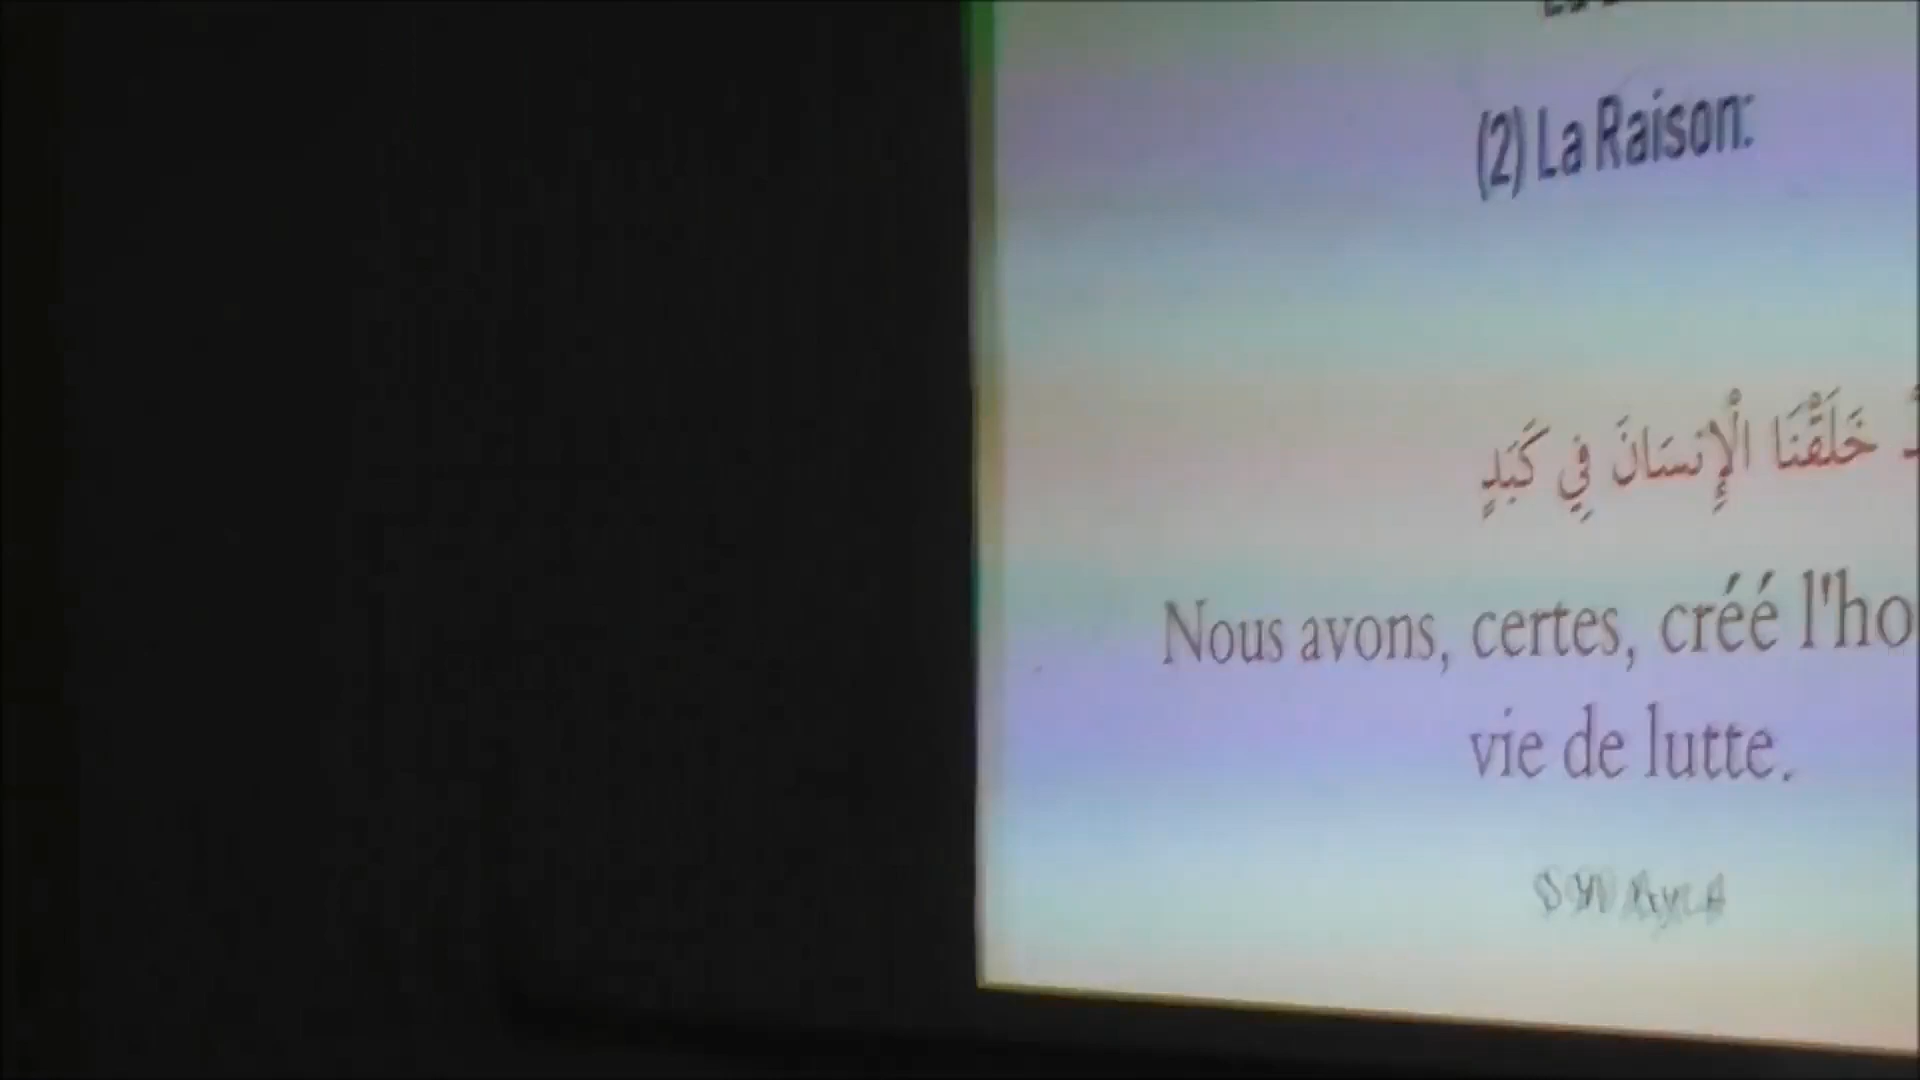 (2) La Raison:
خَلَقْنَا الْإِنسَانَ فِي كَبَدٍ
Nous avons, certes, créé l'ho
vie de lutte.